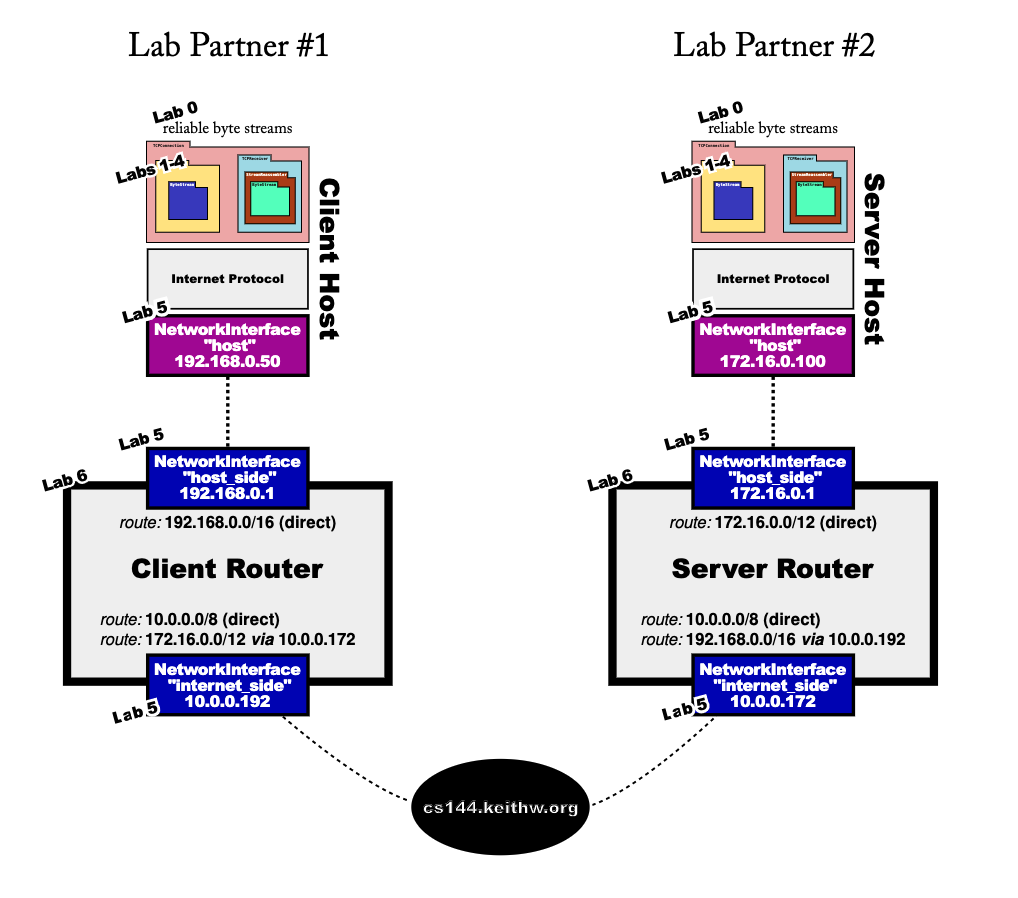 Lab Partner #1
Lab 0
reliable byte streams
TCPConnection
Labs 1-4
TCPReceiver
StreamReassembler
ByteStream
ByteStream
Client Host
Internet Protocol
Lab 5
NetworkInterface
"host"
192.168.0.50
Lab 5
NetworkInterface
"host_side"
192.168.0.1
Lab 6
route: 192.168.0.0/16 (direct)
Client Router
route: 10.0.0.0/8 (direct)
route: 172.16.0.0/12 via 10.0.0.172
NetworkInterface
"internet_side"
10.0.0.192
Lab 5
Lab Partner #2
Lab 0
reliable byte streams
TCPConnection
Labs 1-4
TCPReceiver
StreamReassembler
ByteStream
ByteStream
Server Host
Internet Protocol
Lab 5
NetworkInterface
"host"
172.16.0.100
Lab 5
NetworkInterface
"host_side"
172.16.0.1
Lab 6
route: 172.16.0.0/12 (direct)
Server Router
route: 10.0.0.0/8 (direct)
route: 192.168.0.0/16 via 10.0.0.192
NetworkInterface
"internet_side"
10.0.0.172
Lab 5
cs144.keithw.org